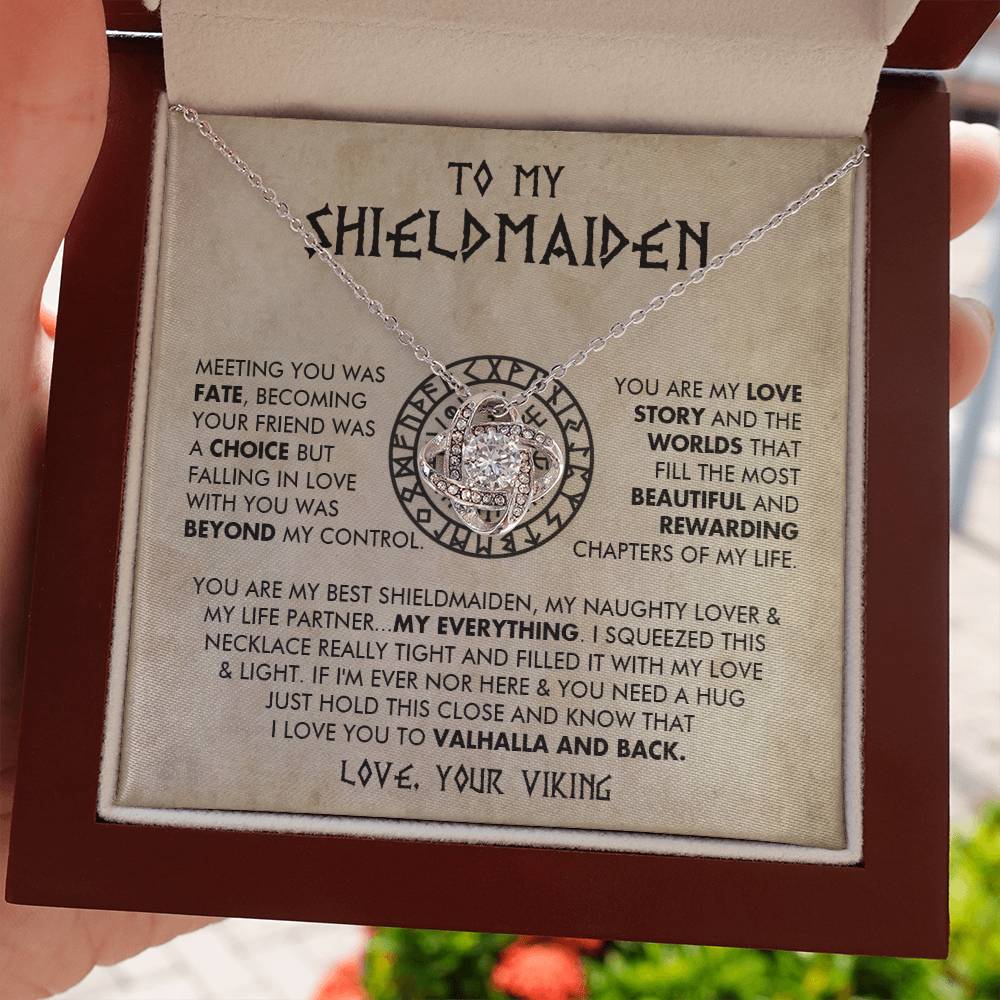 TO MY
SHIELDMAIDEN
MEETING YOU WAS
FATE, BECOMING
YOUR FRIEND WAS
A CHOICE BUT
FALLING IN LOVE
WITH YOU WAS
BEYOND MY CONTROL.
YOU ARE MY LOVE
STORY AND THE
WORLDS THAT
FILL THE MOST
BEAUTIFUL AND
REWARDING
CHAPTERS OF MY LIFE.
YOU ARE MY BEST SHIELDMAIDEN, MY NAUGHTY LOVER &
MY LIFE PARTNER...MY EVERYTHING. I SQUEEZED THIS
NECKLACE REALLY TIGHT AND FILLED IT WITH MY LOVE
& LIGHT. IF I'M EVER NOR HERE & YOU NEED A HUG
JUST HOLD THIS CLOSE AND KNOW THAT
I LOVE YOU TO VALHALLA AND BACK.
LOVE, YOUR VIKING